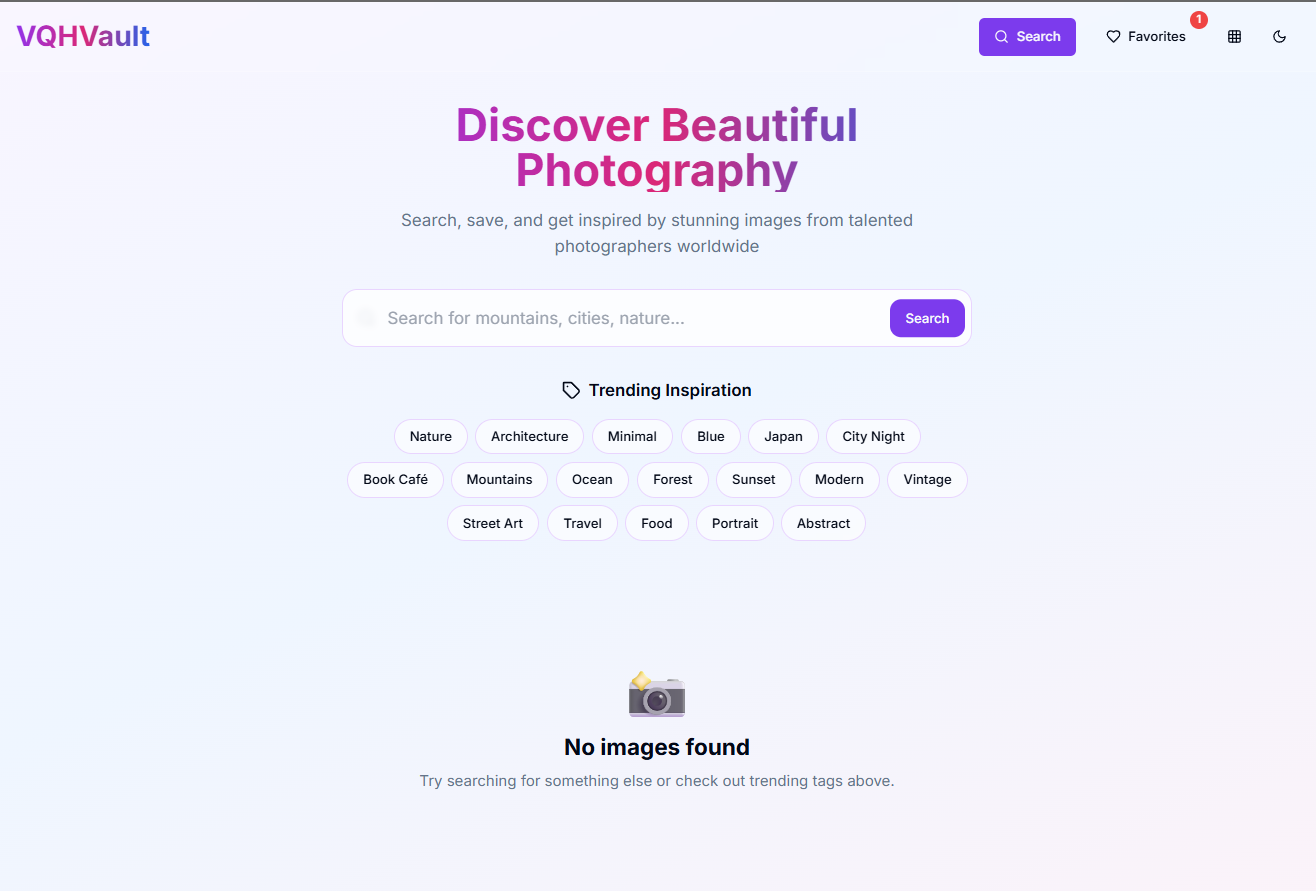 VQHVault
Search
Favorites
1
Discover Beautiful
Photography
Search, save, and get inspired by stunning images from talented
photographers worldwide
Search for mountains, cities, nature...
Search
Trending Inspiration
Nature Architecture Minimal Blue Japan City Night
Book Café Mountains Ocean Forest Sunset Modern Vintage
Street Art Travel Food Portrait Abstract
No images found
Try searching for something else or check out trending tags above.